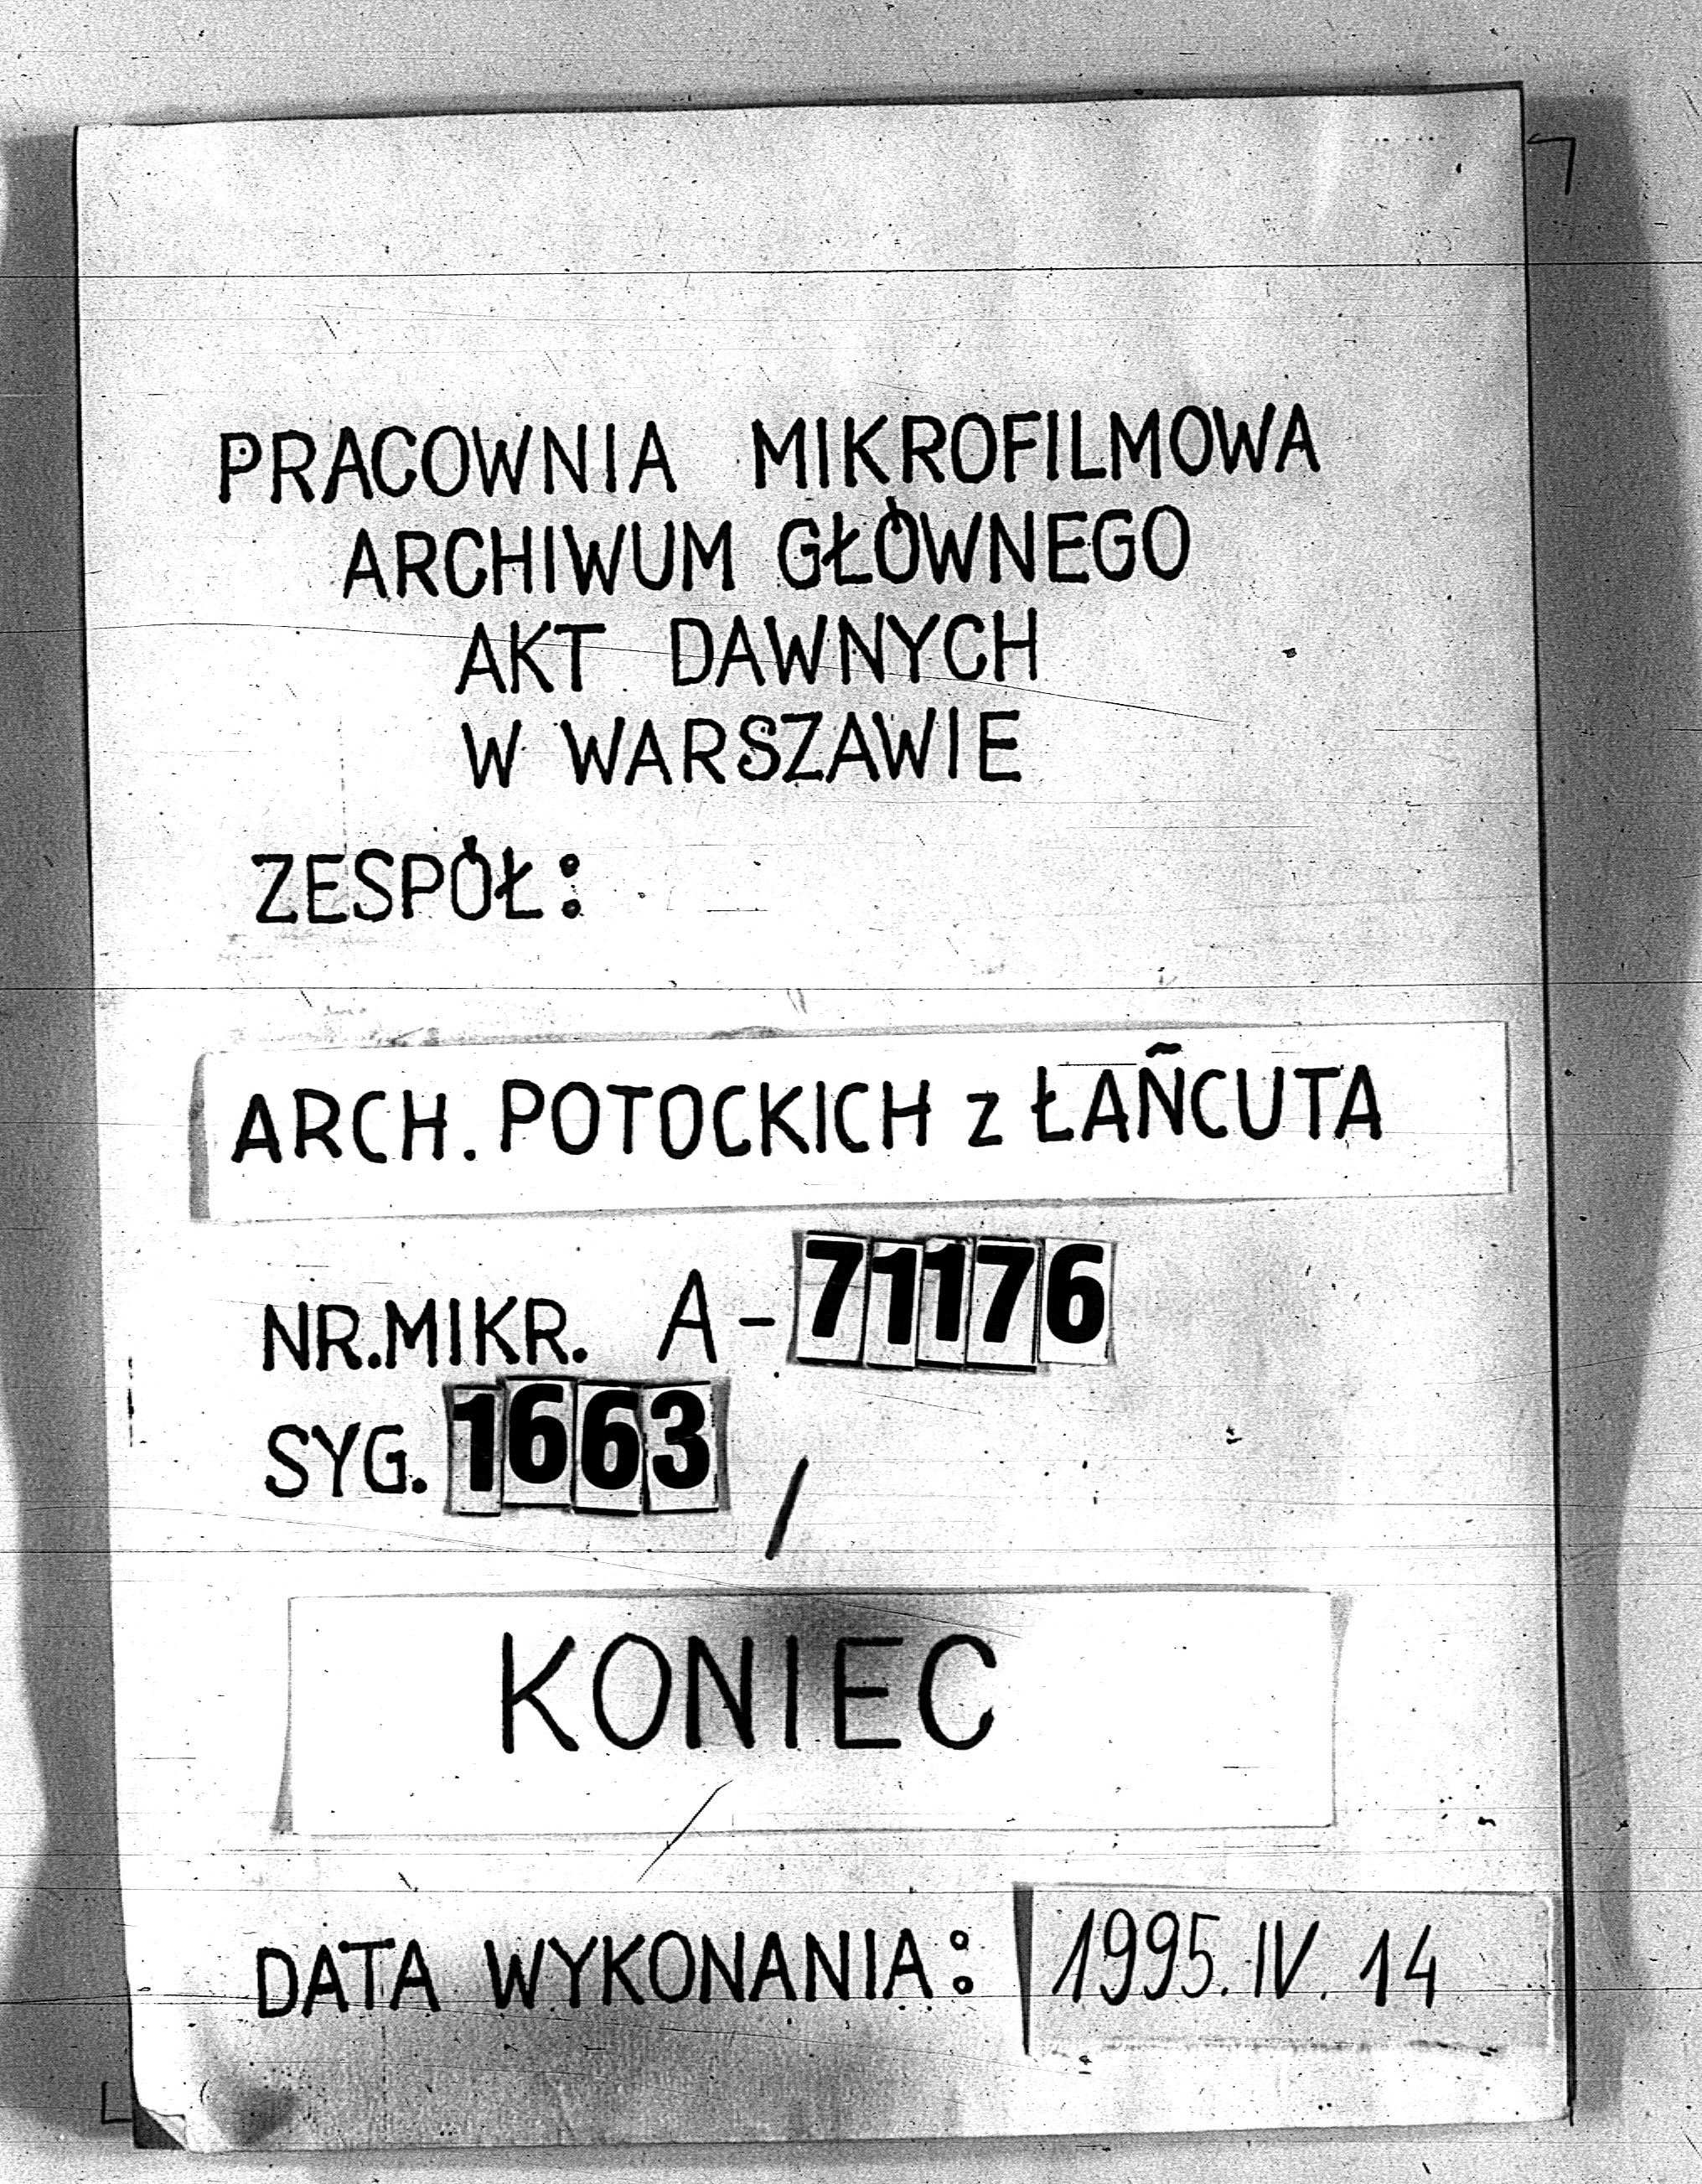 PRACOWNIA MIKROFILMOWA
ARCHIWUM GŁÓWNEGO
AKT DAWNYCH
W WARSZAWIE
ZESPÓŁ:
ARCH. POTOCKICH z ŁAŃCUTA
NR.MIKR. A-71176
SYG. 1663 /
KONIEC
DATA WYKONANIA: 1995.IV.14